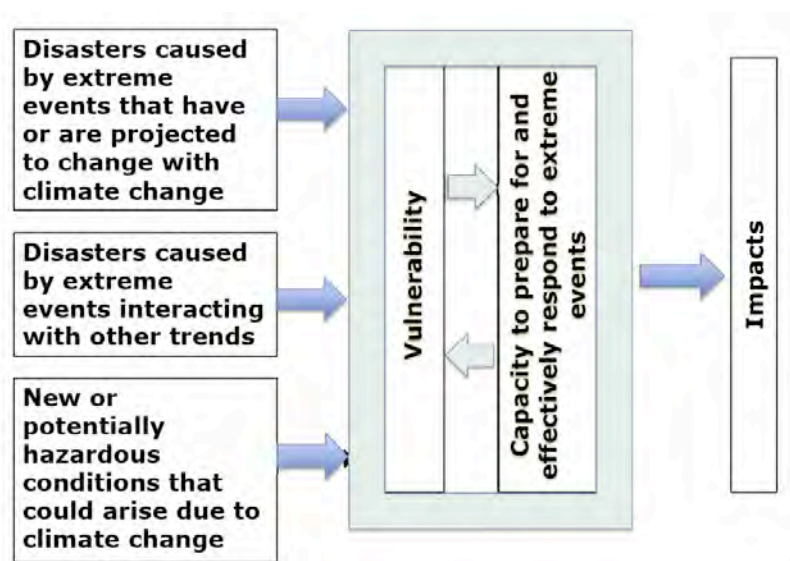 Disasters caused
by extreme
events that have
or are projected
to change with
climate change
Disasters caused
by extreme
events interacting
with other trends
New or
potentially
hazardous
conditions that
could arise due to
climate change
Vulnerability
Capacity to prepare for and
effectively respond to extreme
events
Impacts